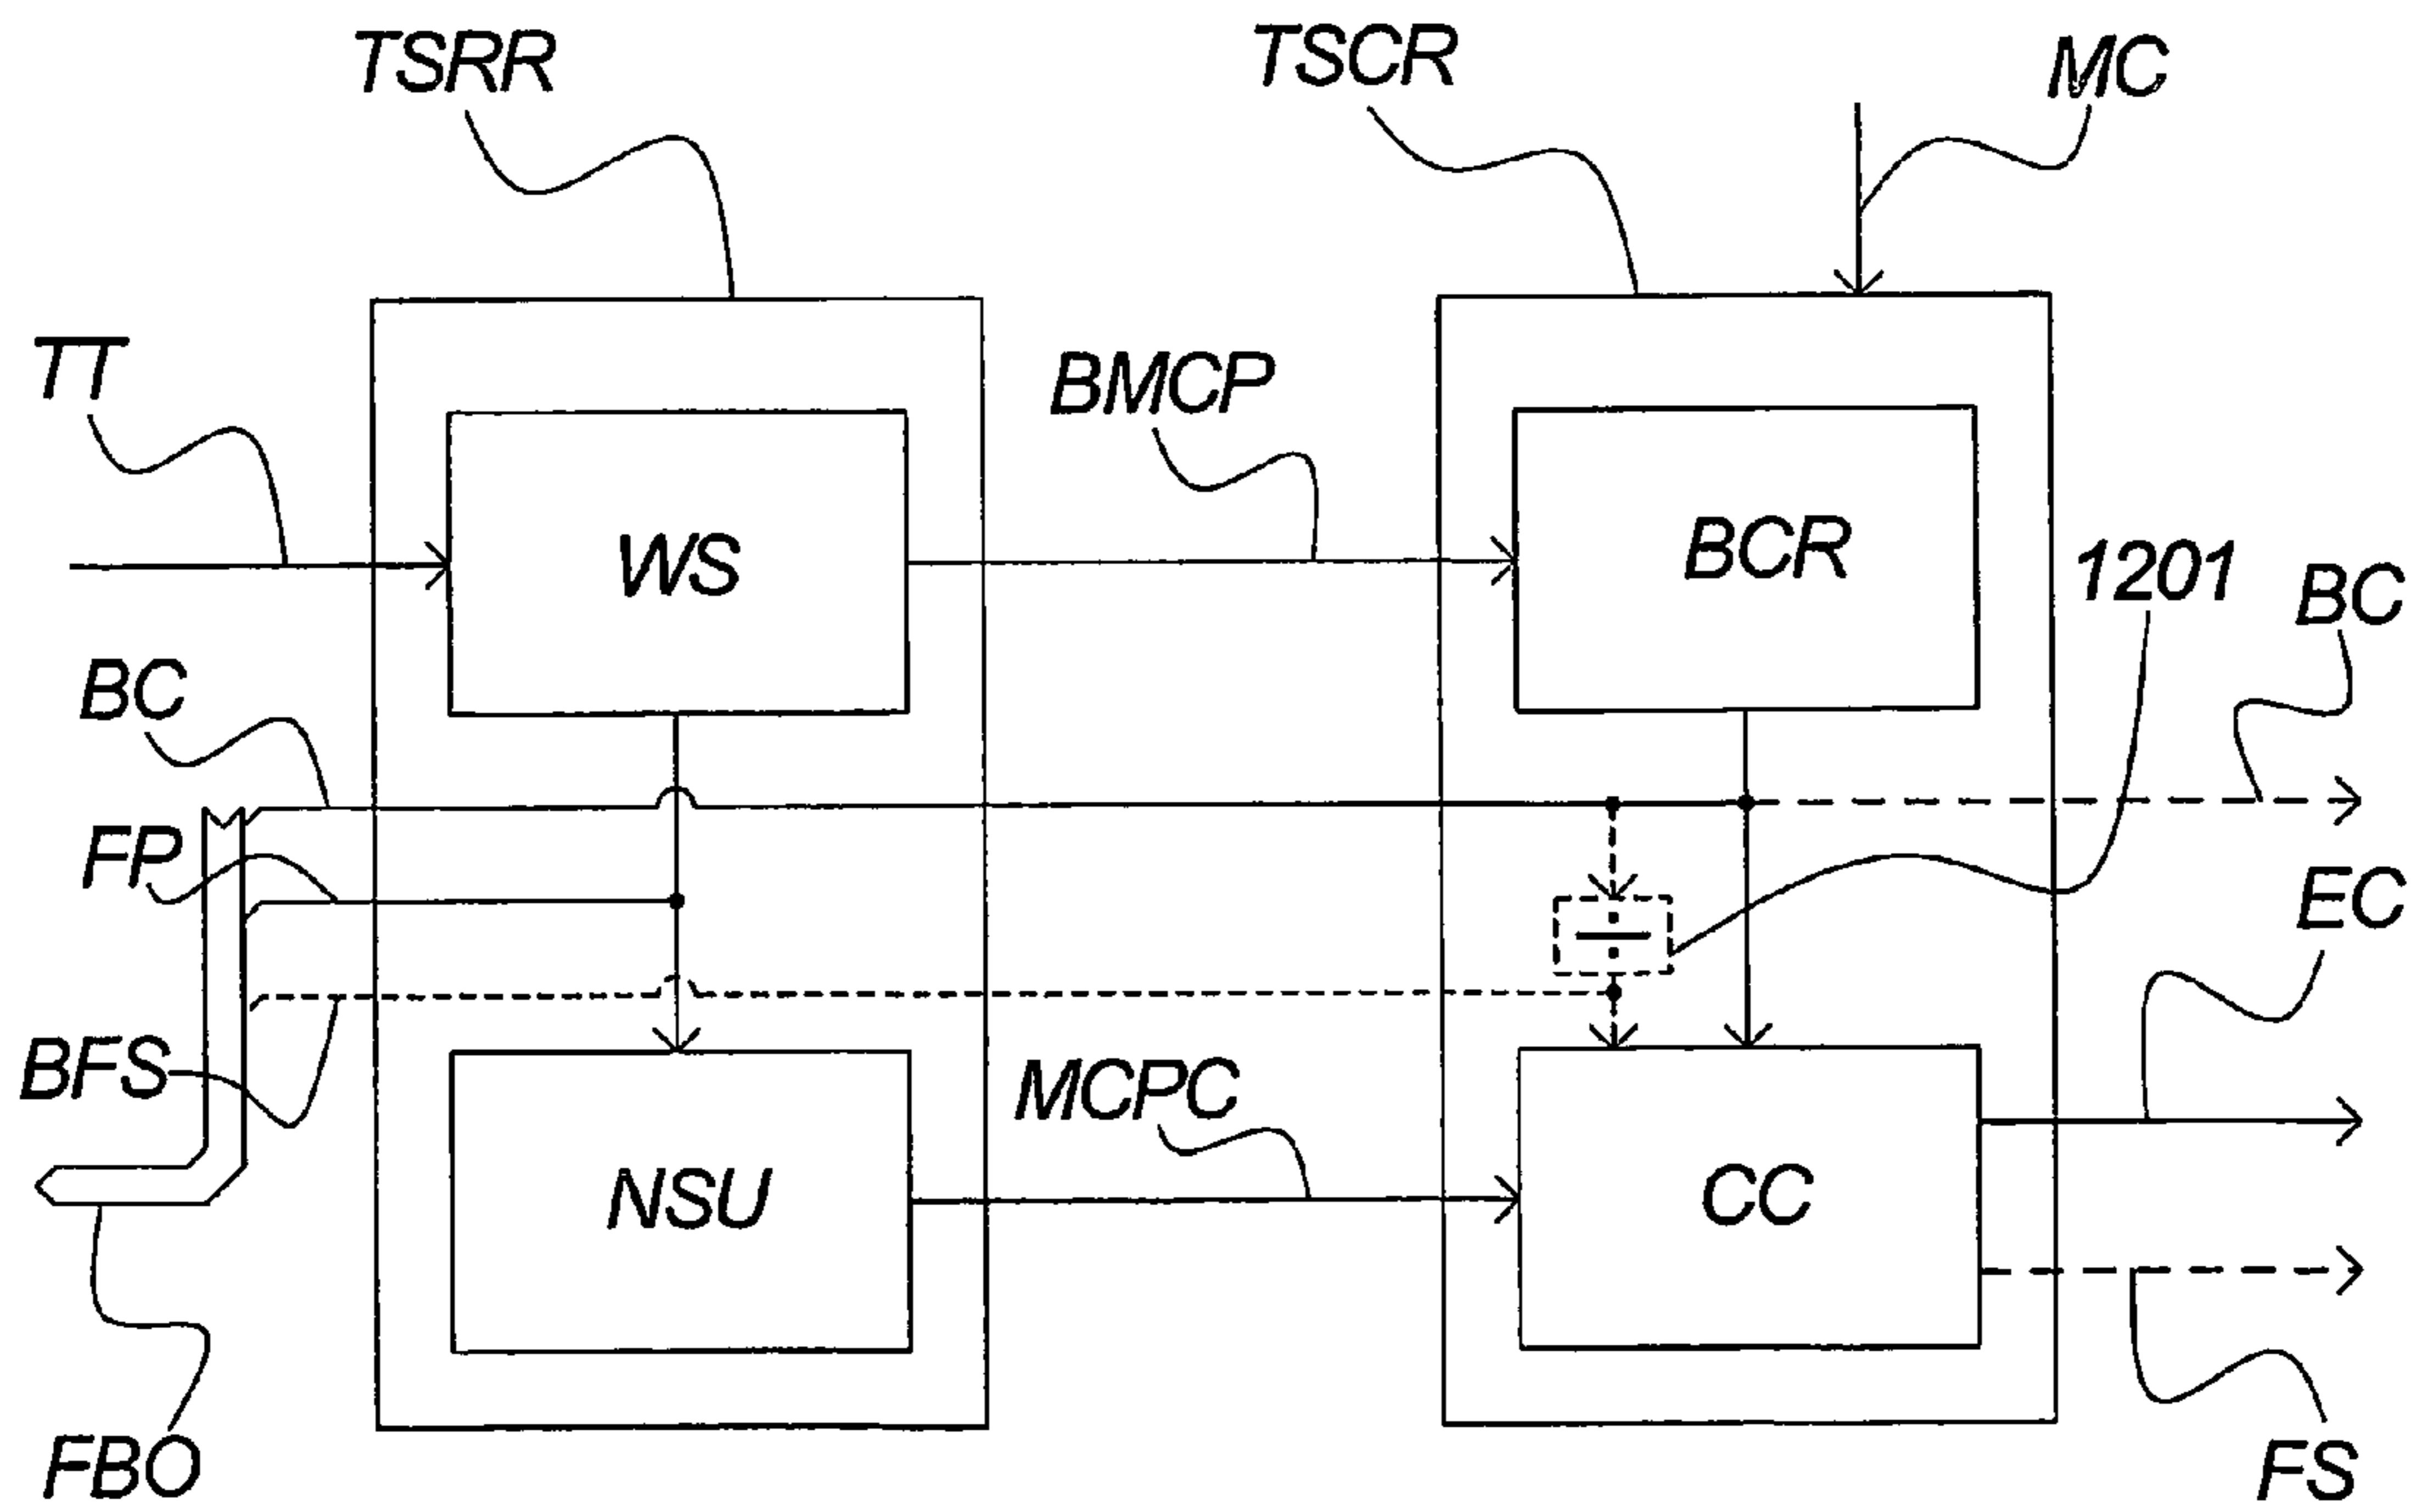 TSRR
TSCR
MC
TT
BMCP
WS
BCR
1201
BC
BC
FP
EC
BFS
MCPC
NSU
CC
FBO
FS